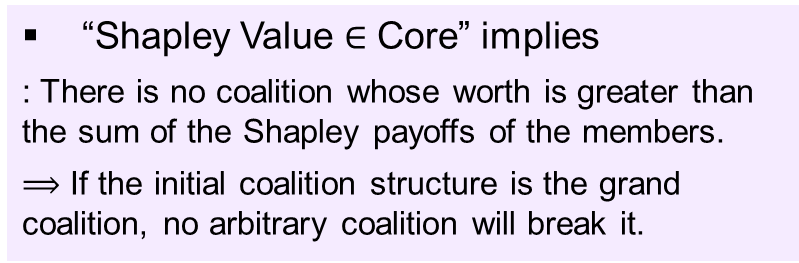 ▪ “Shapley Value ∈ Core” implies
: There is no coalition whose worth is greater than
the sum of the Shapley payoffs of the members.
⟹ If the initial coalition structure is the grand
coalition, no arbitrary coalition will break it.